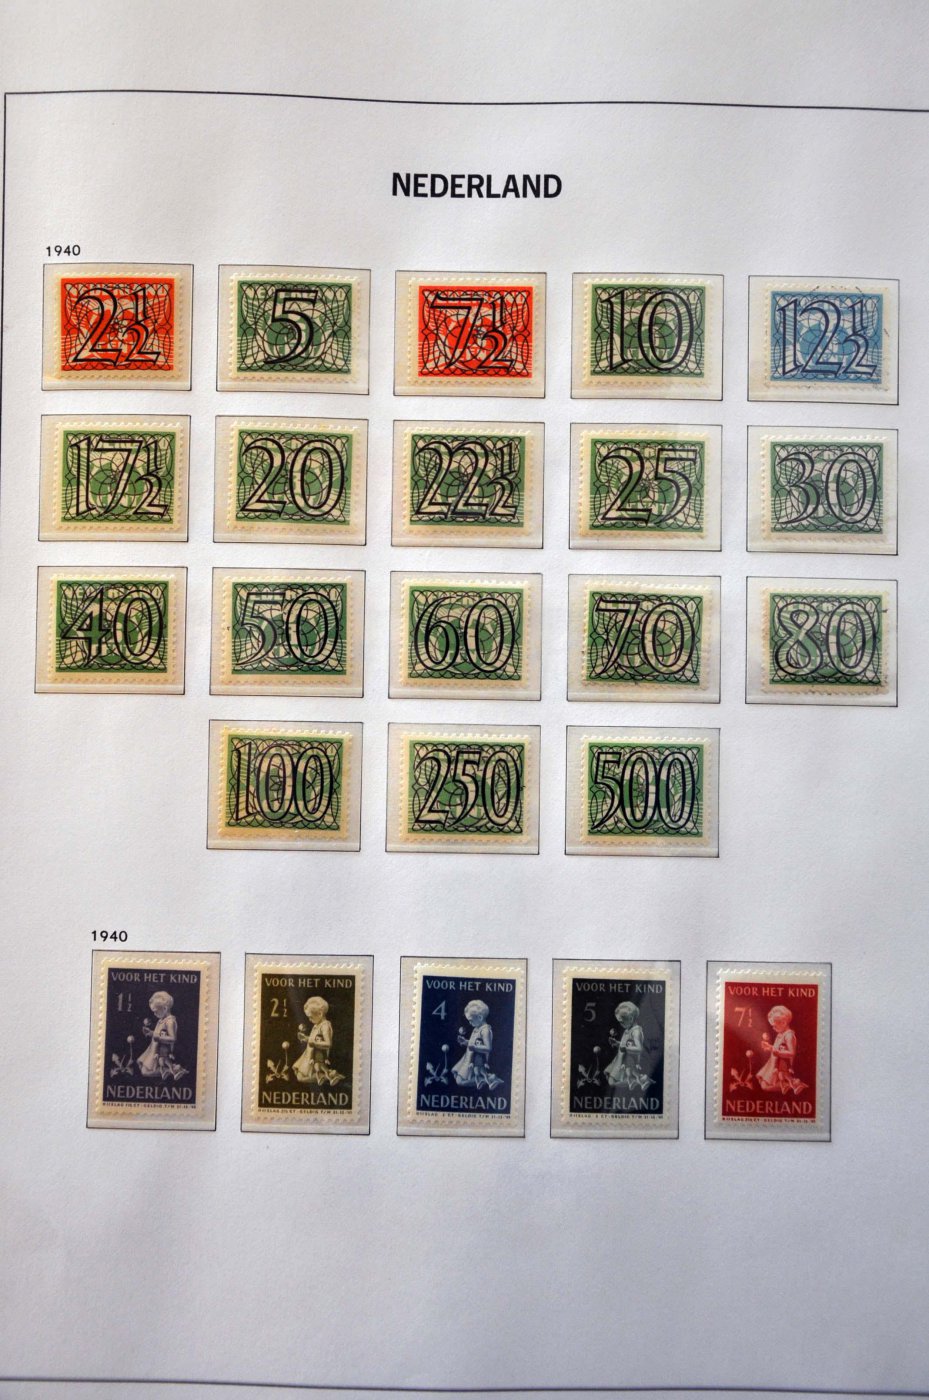 NEDERLAND
1940
2½ 5 7½ 10 12½
17½ 20 22½ 25 30
40 50 60 70 80
100 250 500
1940
VOOR HET KIND
1½
NEDERLAND
VOOR HET KIND
2½
NEDERLAND
VOOR HET KIND
4
NEDERLAND
VOOR HET KIND
5
NEDERLAND
VOOR HET KIND
7½
NEDERLAND